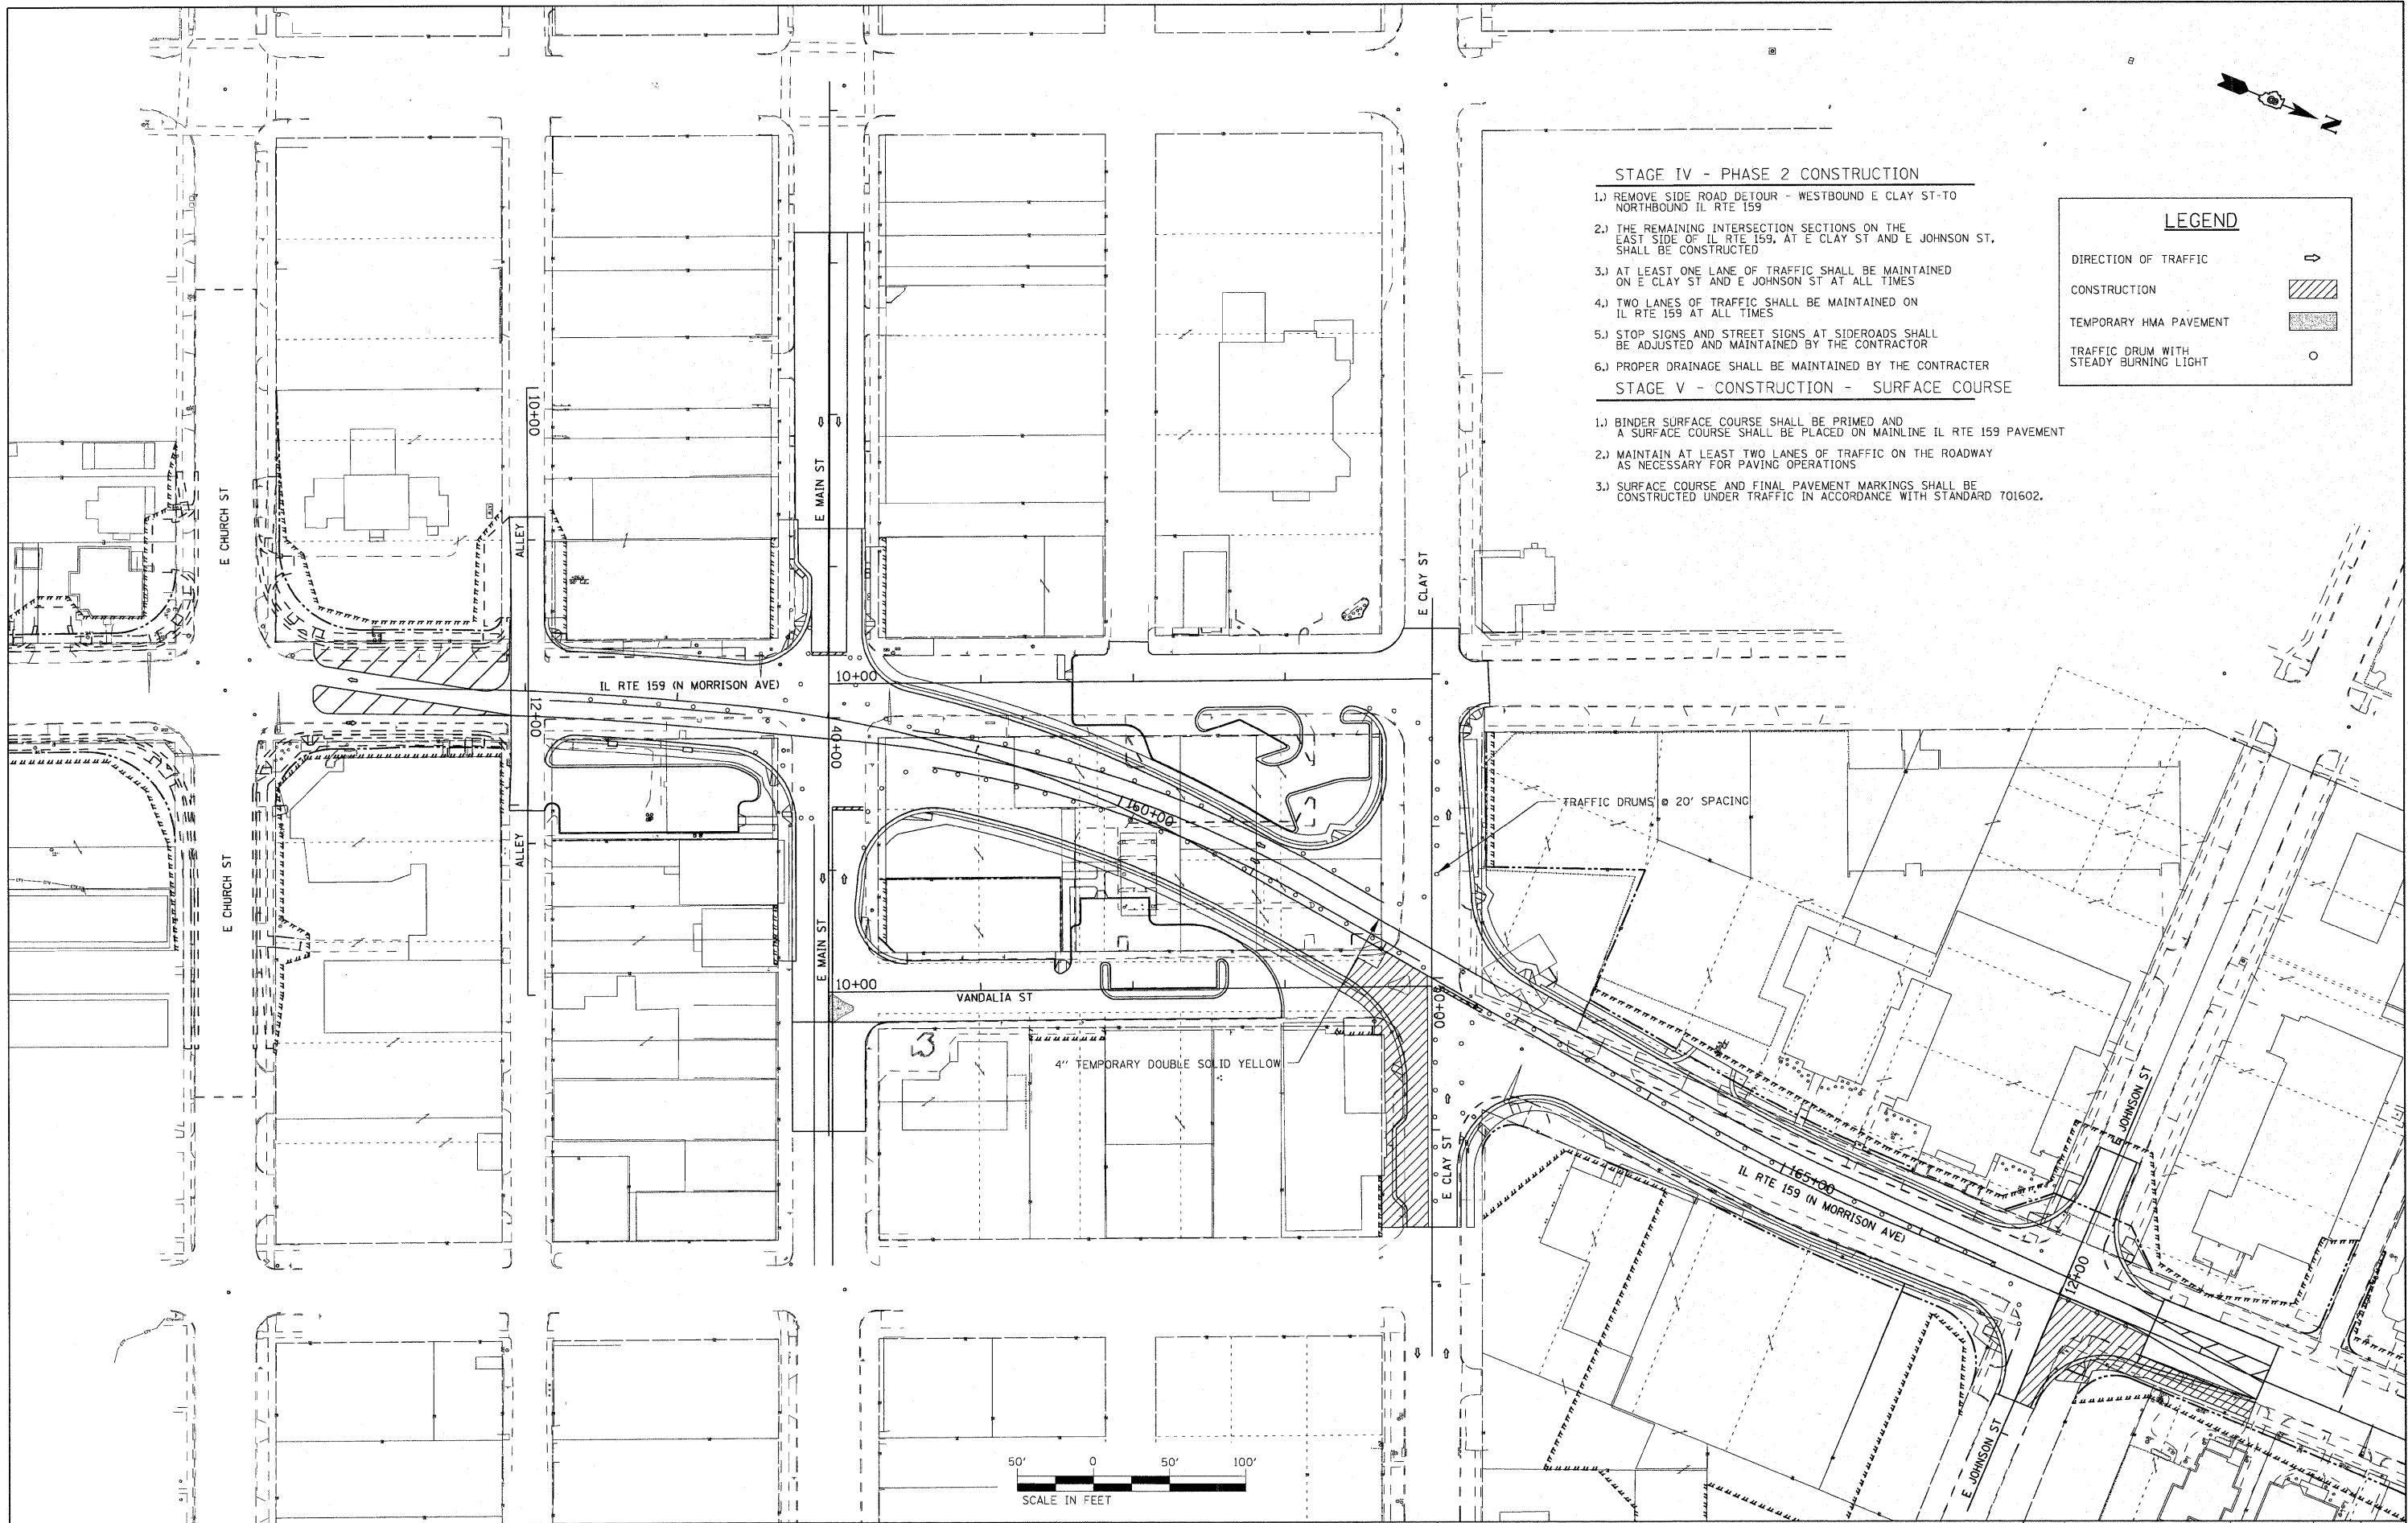 N
STAGE IV - PHASE 2 CONSTRUCTION
1.) REMOVE SIDE ROAD DETOUR - WESTBOUND E CLAY ST-TO
NORTHBOUND IL RTE 159
2.) THE REMAINING INTERSECTION SECTIONS ON THE
EAST SIDE OF IL RTE 159, AT E CLAY ST AND E JOHNSON ST,
SHALL BE CONSTRUCTED
3.) AT LEAST ONE LANE OF TRAFFIC SHALL BE MAINTAINED
ON E CLAY ST AND E JOHNSON ST AT ALL TIMES
4.) TWO LANES OF TRAFFIC SHALL BE MAINTAINED ON
IL RTE 159 AT ALL TIMES
5.) STOP SIGNS AND STREET SIGNS AT SIDEROADS SHALL
BE ADJUSTED AND MAINTAINED BY THE CONTRACTOR
6.) PROPER DRAINAGE SHALL BE MAINTAINED BY THE CONTRACTER
STAGE V - CONSTRUCTION - SURFACE COURSE
1.) BINDER SURFACE COURSE SHALL BE PRIMED AND
A SURFACE COURSE SHALL BE PLACED ON MAINLINE IL RTE 159 PAVEMENT
2.) MAINTAIN AT LEAST TWO LANES OF TRAFFIC ON THE ROADWAY
AS NECESSARY FOR PAVING OPERATIONS
3.) SURFACE COURSE AND FINAL PAVEMENT MARKINGS SHALL BE
CONSTRUCTED UNDER TRAFFIC IN ACCORDANCE WITH STANDARD 701602.
LEGEND
DIRECTION OF TRAFFIC
CONSTRUCTION
TEMPORARY HMA PAVEMENT
TRAFFIC DRUM WITH
STEADY BURNING LIGHT
E CHURCH ST
10+00
ALLEY
E MAIN ST
E CLAY ST
IL RTE 159 (N MORRISON AVE)
10+00
12+00
40+00
160+00
TRAFFIC DRUMS @ 20' SPACING
ALLEY
E CHURCH ST
E MAIN ST
10+00
VANDALIA ST
50+00
4" TEMPORARY DOUBLE SOLID YELLOW
E CLAY ST
E JOHNSON ST
165+00
IL RTE 159 (N MORRISON AVE)
12+00
E JOHNSON ST
50' 0 50' 100'
SCALE IN FEET